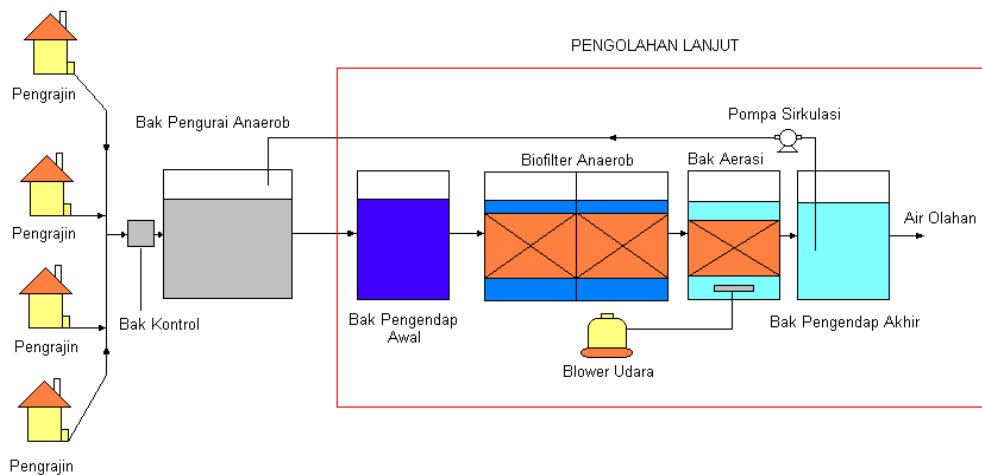 PENGOLAHAN LANJUT
Pengrajin
Bak Pengurai Anaerob
Pompa Sirkulasi
Biofilter Anaerob
Bak Aerasi
Pengrajin
Air Olahan
Bak Kontrol
Bak Pengendap
Awal
Bak Pengendap Akhir
Pengrajin
Blower Udara
Pengrajin